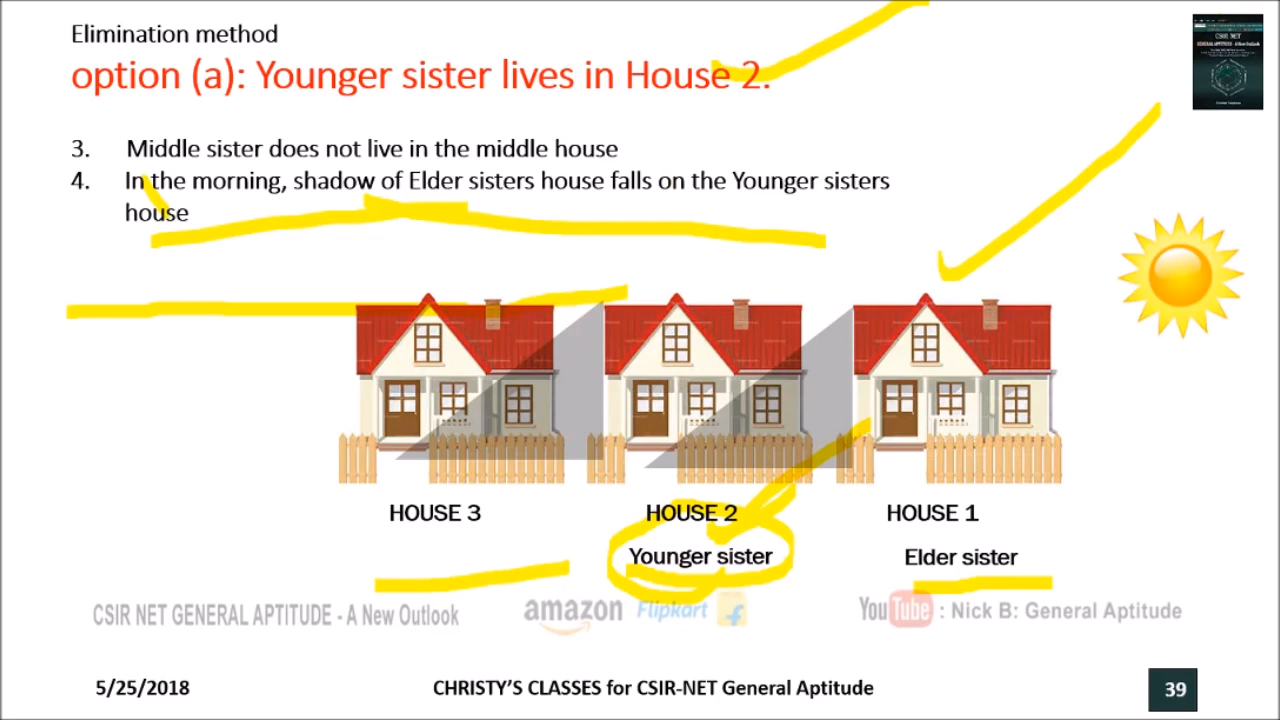 Elimination method
option (a): Younger sister lives in House 2.
3. Middle sister does not live in the middle house
4. In the morning, shadow of Elder sisters house falls on the Younger sisters
house
HOUSE 3 HOUSE 2 HOUSE 1
Younger sister Elder sister
CSIR NET GENERAL APTITUDE - A New Outlook amazon Flipkart YouTube : Nick B: General Aptitude
5/25/2018 CHRISTY'S CLASSES for CSIR-NET General Aptitude 39
CSIR NET